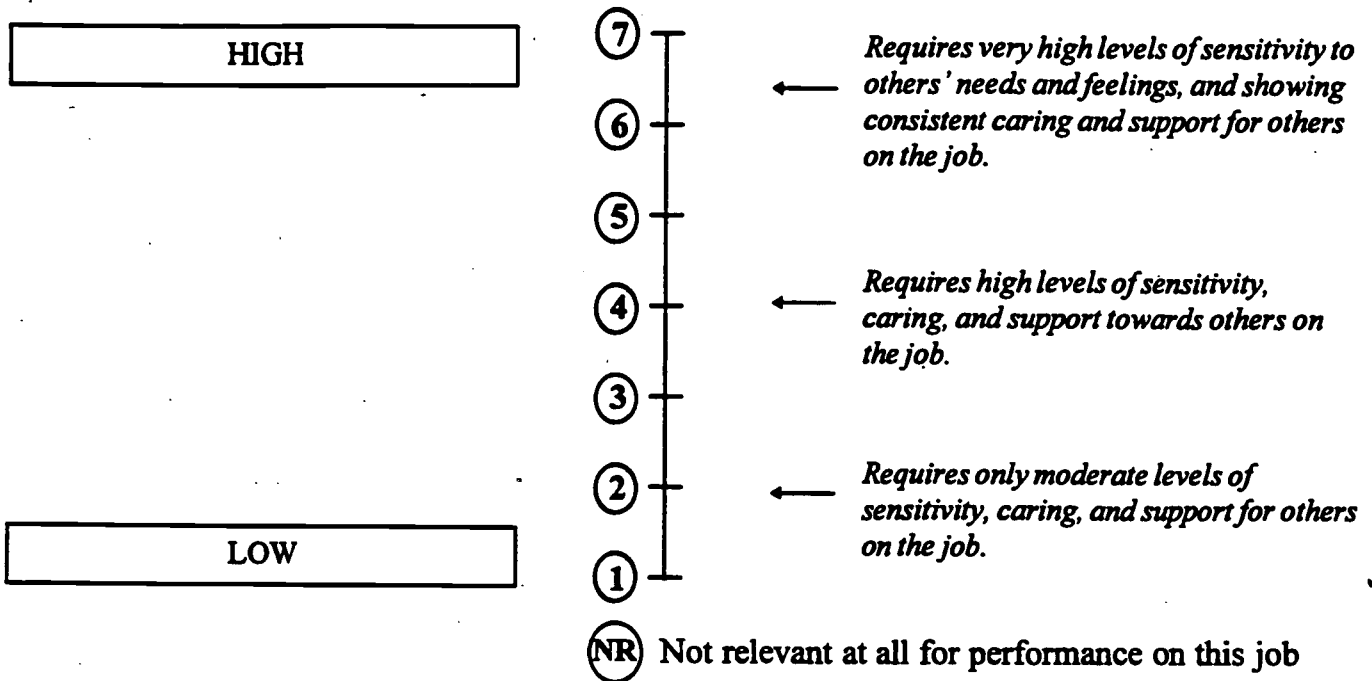 HIGH
7
Requires very high levels of sensitivity to
others' needs and feelings, and showing
consistent caring and support for others
on the job.
6
5
4
Requires high levels of sensitivity,
caring, and support towards others on
the job.
3
2
Requires only moderate levels of
sensitivity, caring, and support for others
on the job.
LOW
1
NR Not relevant at all for performance on this job